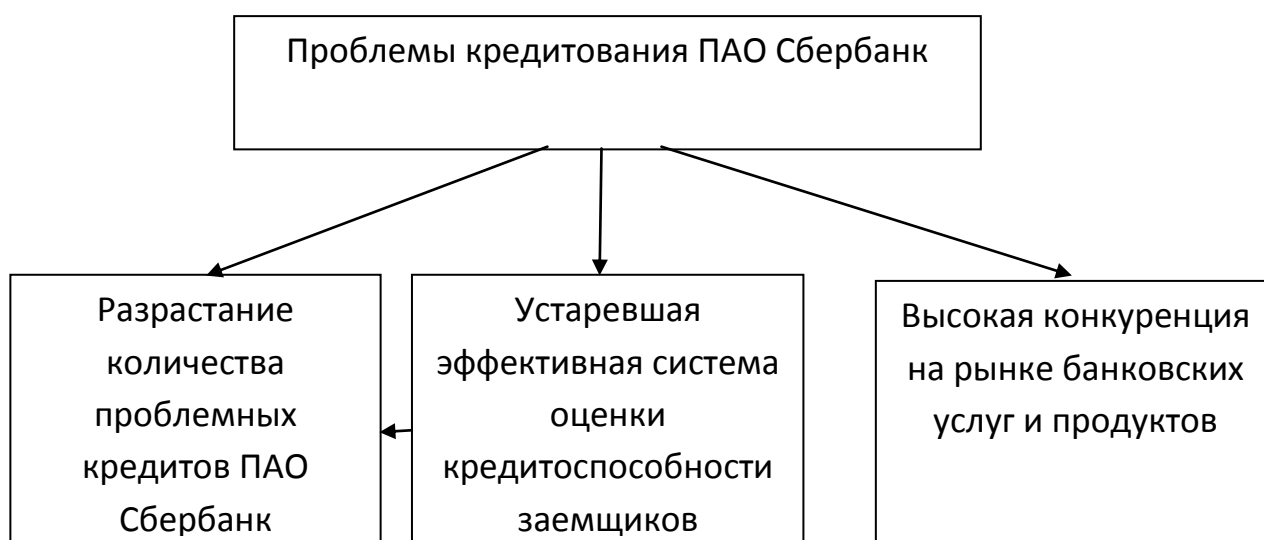 Проблемы кредитования ПАО Сбербанк
Разрастание
количества
проблемных
кредитов ПАО
Сбербанк
Устаревшая
эффективная система
оценки
кредитоспособности
заемщиков
Высокая конкуренция
на рынке банковских
услуг и продуктов